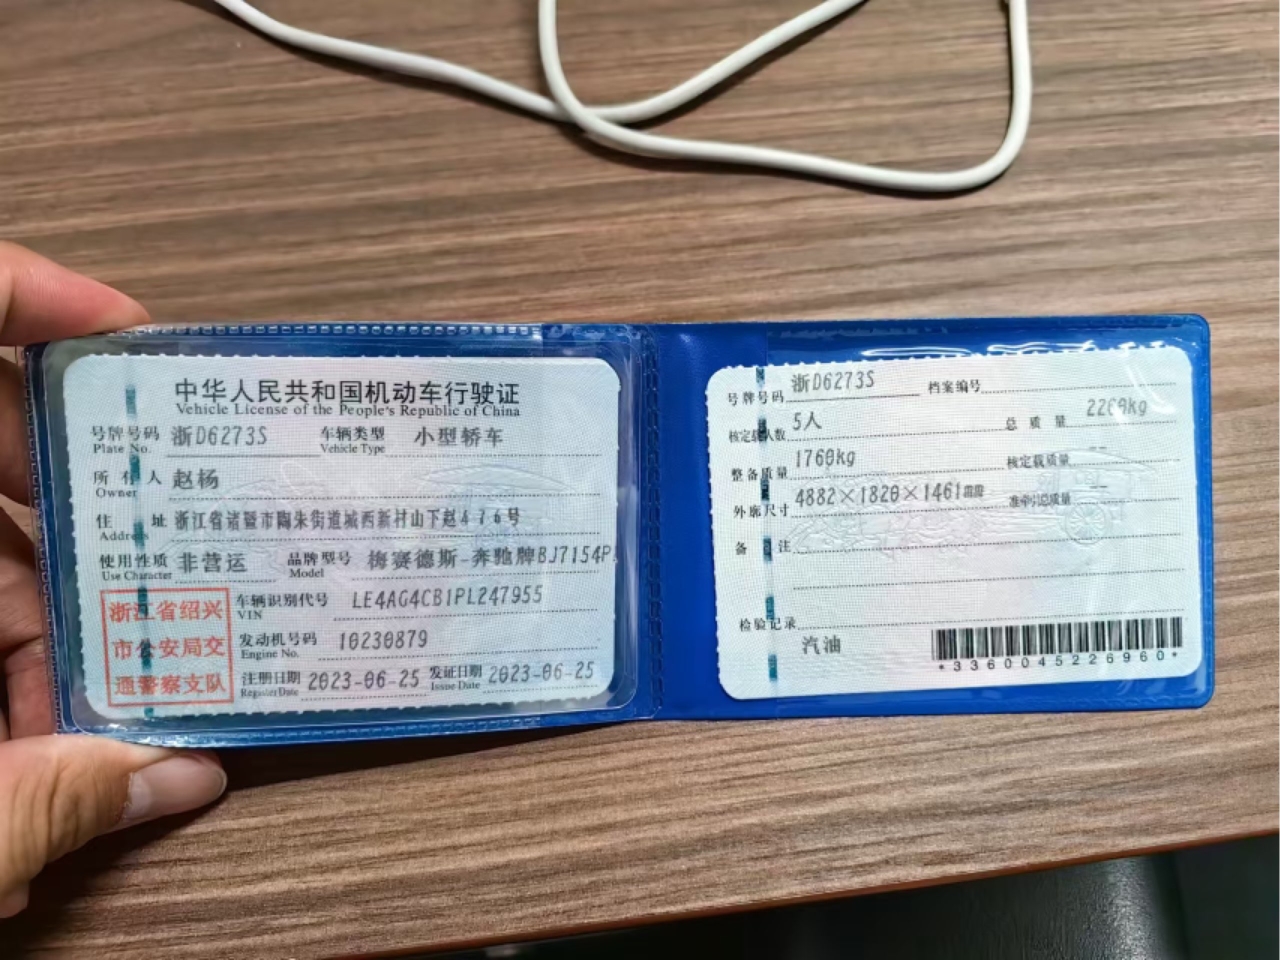 中华人民共和国机动车行驶证
Vehicle License of the People's Republic of China
号牌号码 浙D6273S 车辆类型 小型轿车
Plate No. Vehicle Type
所有人 赵杨
Owner
住址 浙江省诸暨市陶朱街道城西新村山下赵476号
Address
使用性质 非营运 品牌型号 梅赛德斯-奔驰牌BJ7154P
Use Character Model
浙江省绍兴
市公安局交
通警察支队
车辆识别代号 LE4AG4CB1PL247955
VIN
发动机号码 10230879
Engine No.
注册日期 2023-06-25 发证日期 2023-06-25
Register Date Issue Date
号牌号码 浙D6273S 档案编号
核定载人数 5人 总质量 2260kg
整备质量 1760kg 核定载质量 --
外廓尺寸 4882×1820×1461mm 准牵引总质量 --
备注
检验记录
汽油
*3360045226960*